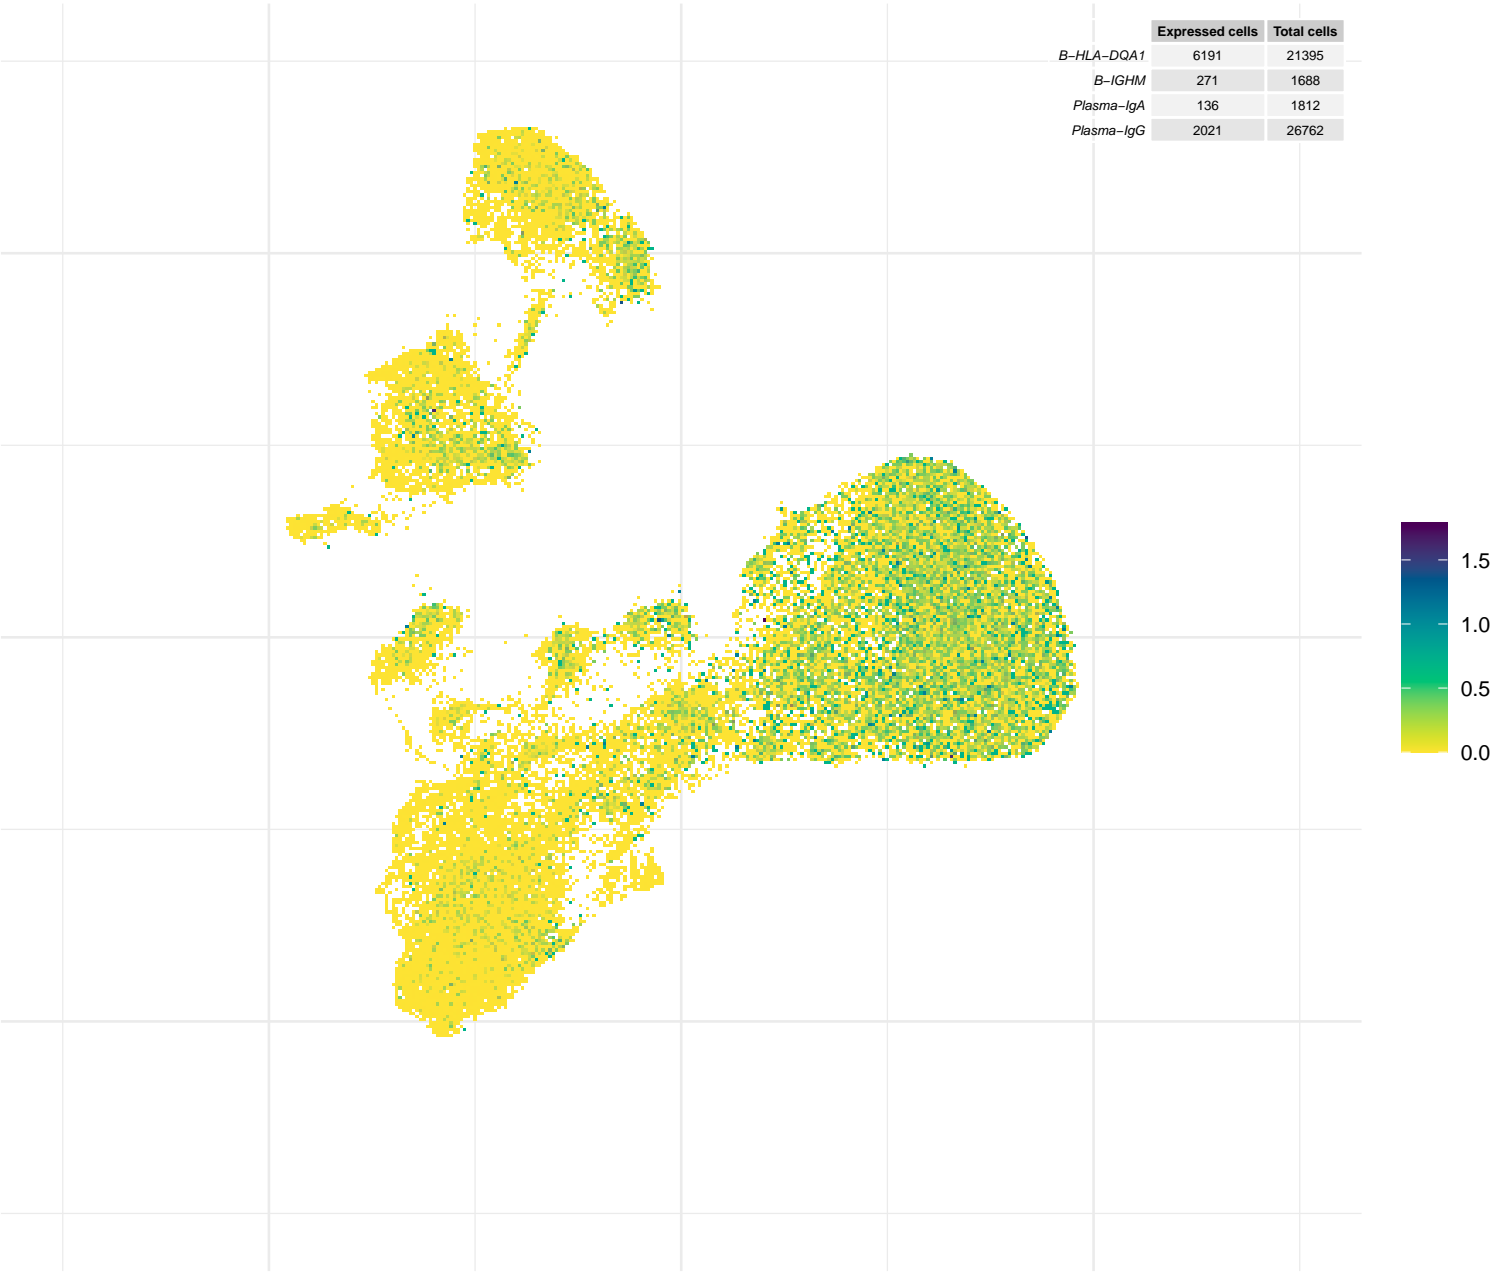 Expressed cells Total cells
B−HLA−DQA1 6191 21395
B−IGHM 271 1688
Plasma−IgA 136 1812
Plasma−IgG 2021 26762
1.5
1.0
0.5
0.0